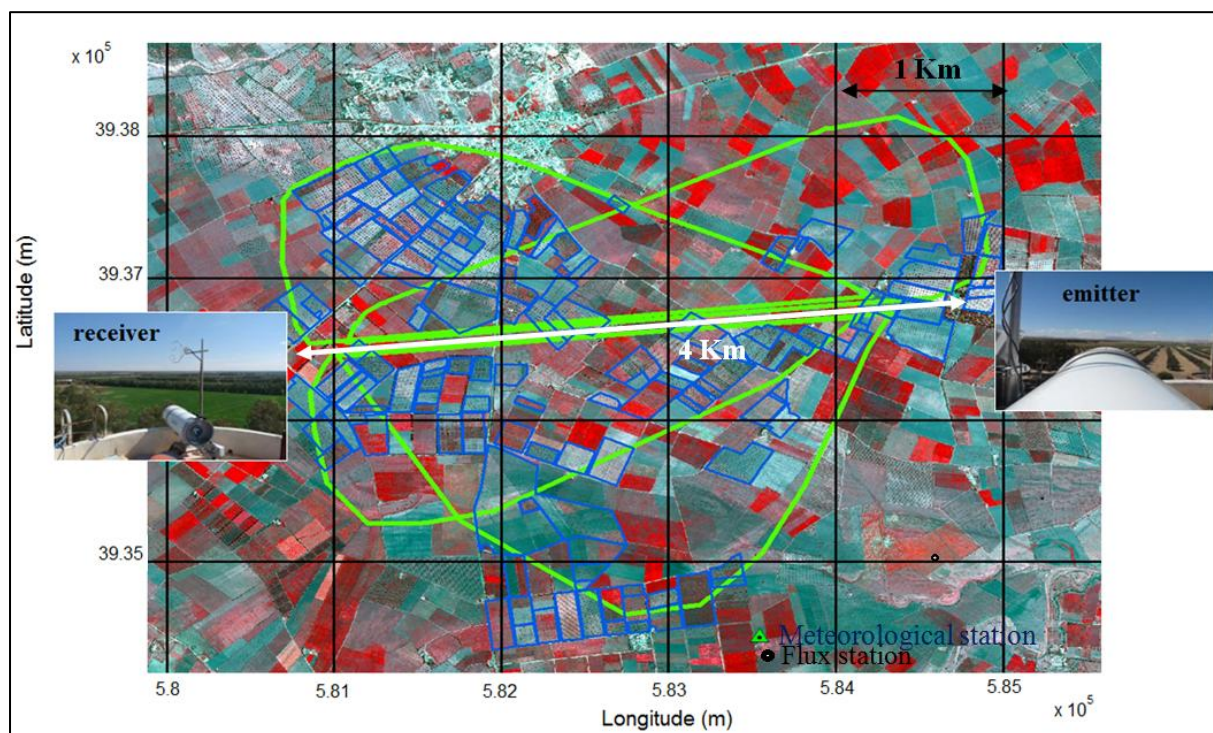 x 10⁵
1 Km
39.38
39.37
Latitude (m)
receiver
emitter
4 Km
39.35
Meteorological station
Flux station
5.8
5.81
5.82
5.83
5.84
5.85
Longitude (m)
x 10⁵